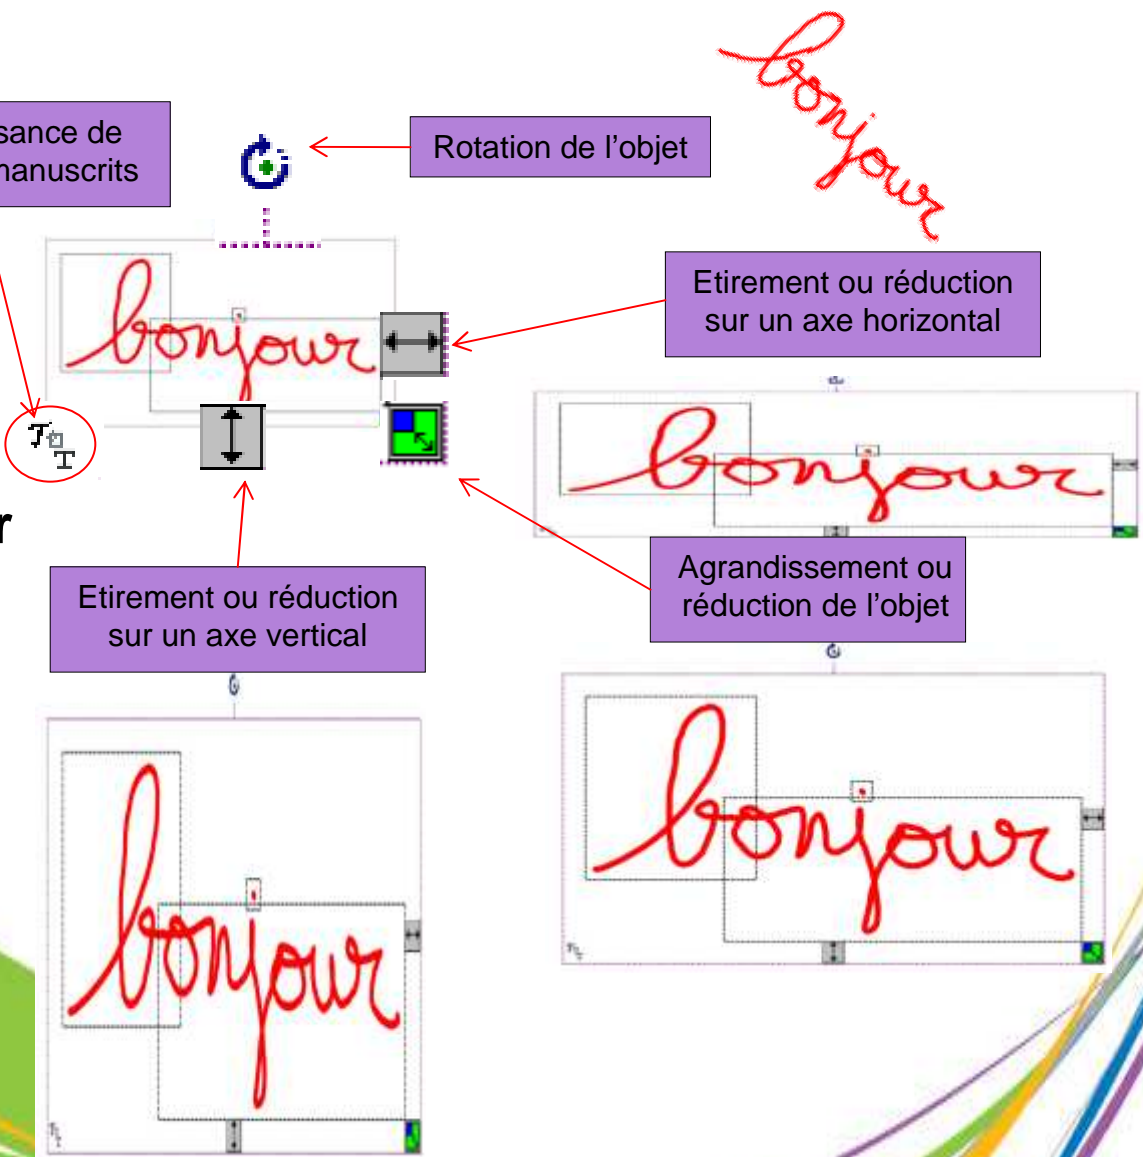 bonjour
sance de
manuscrits
Rotation de l’objet
Etirement ou réduction
sur un axe horizontal
bonjour
T T
bonjour
r
Agrandissement ou
réduction de l’objet
Etirement ou réduction
sur un axe vertical
bonjour
bonjour